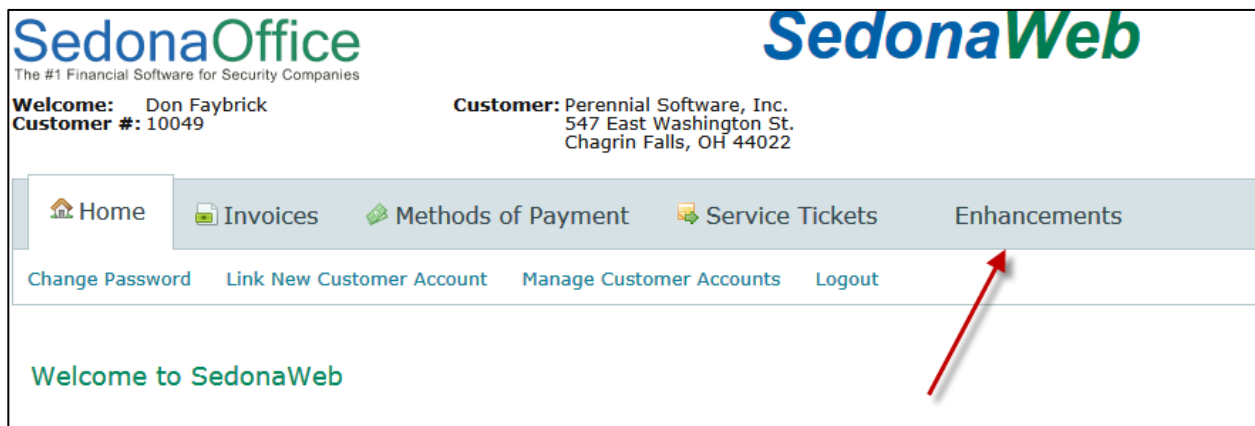 SedonaOffice
SedonaWeb
The #1 Financial Software for Security Companies
Welcome: Don Faybrick
Customer #: 10049
Customer: Perennial Software, Inc.
547 East Washington St.
Chagrin Falls, OH 44022
Home Invoices Methods of Payment Service Tickets Enhancements
Change Password Link New Customer Account Manage Customer Accounts Logout
Welcome to SedonaWeb